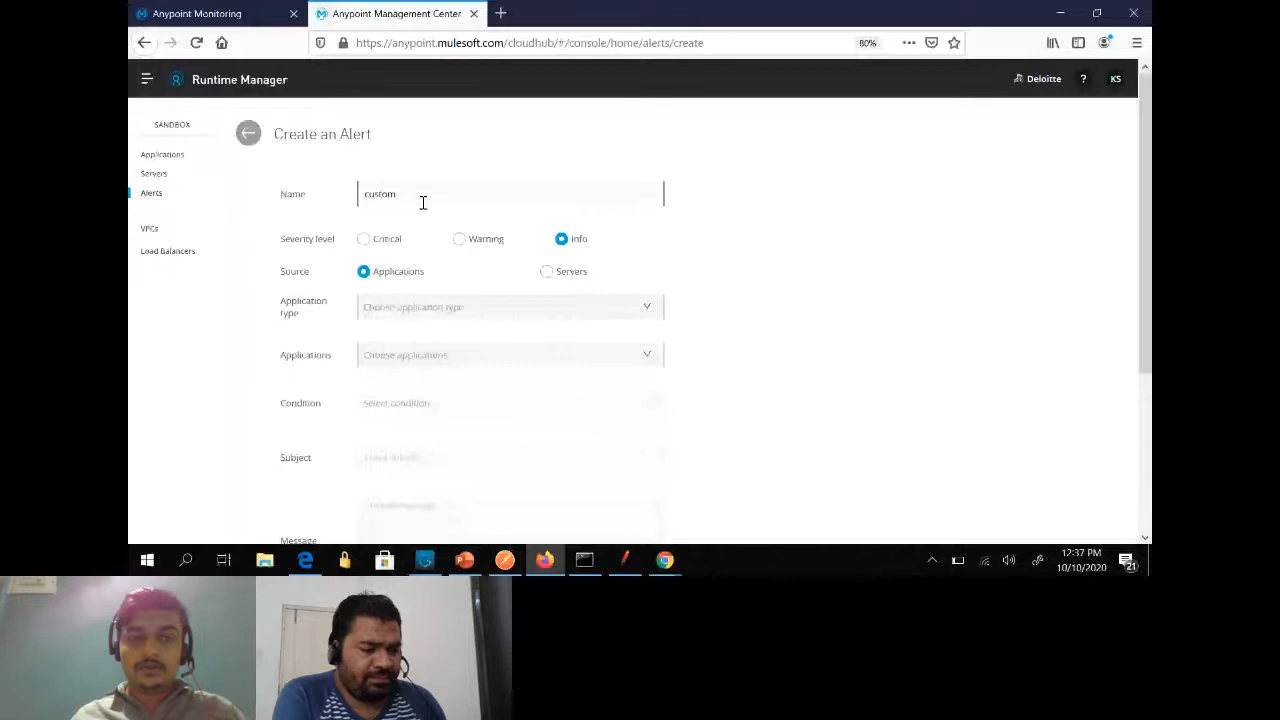 Anypoint Monitoring
Anypoint Management Center
https://anypoint.mulesoft.com/cloudhub/#/console/home/alerts/create
80%
Runtime Manager
Deloitte
?
KS
SANDBOX
Applications
Servers
Alerts
VPCs
Load Balancers
Create an Alert
Name
custom
Severity level
Critical
Warning
Info
Source
Applications
Servers
Application type
Choose application type
Applications
Choose applications
Condition
Select condition
Subject
Message
12:37 PM
10/10/2020
21